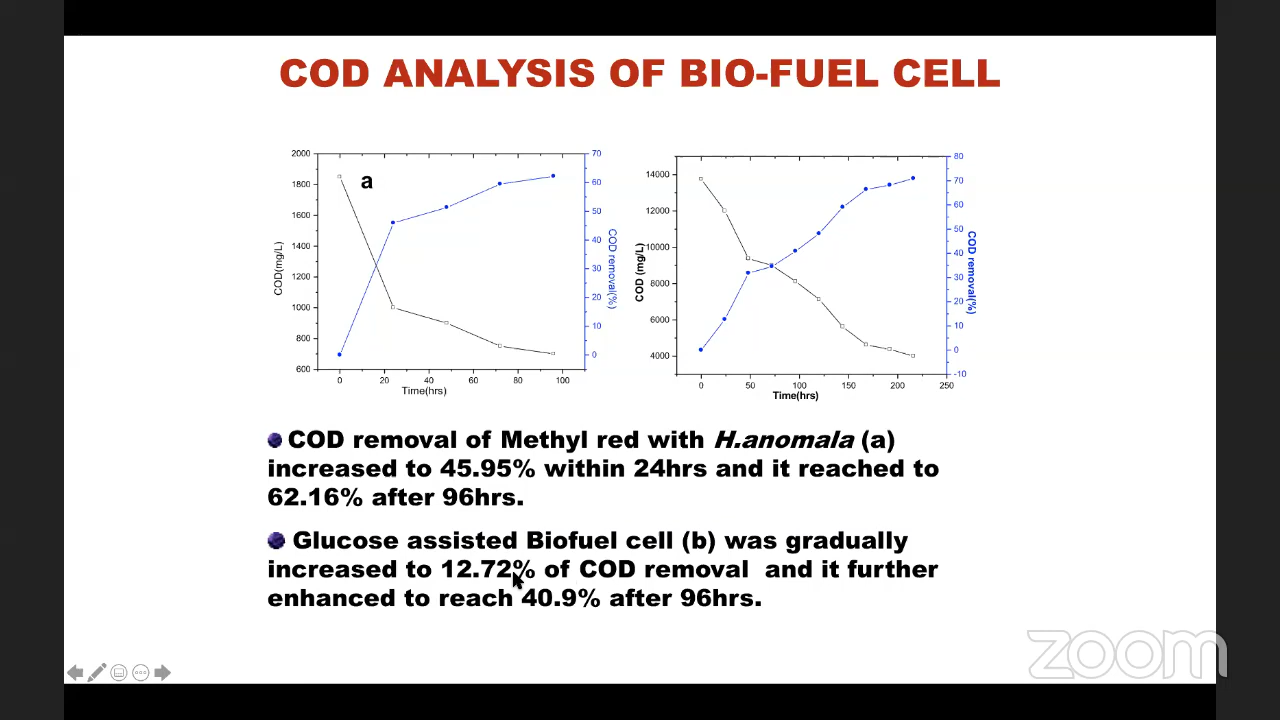 COD ANALYSIS OF BIO-FUEL CELL
a
2000
1800
1600
1400
1200
1000
800
600
COD(mg/L)
70
60
50
40
30
20
10
0
COD removal(%)
0 20 40 60 80 100
Time(hrs)
14000
12000
10000
8000
6000
4000
COD (mg/L)
80
70
60
50
40
30
20
10
0
-10
COD removal(%)
0 50 100 150 200 250
Time(hrs)
COD removal of Methyl red with H.anomala (a)
increased to 45.95% within 24hrs and it reached to
62.16% after 96hrs.
Glucose assisted Biofuel cell (b) was gradually
increased to 12.72% of COD removal and it further
enhanced to reach 40.9% after 96hrs.
zoom